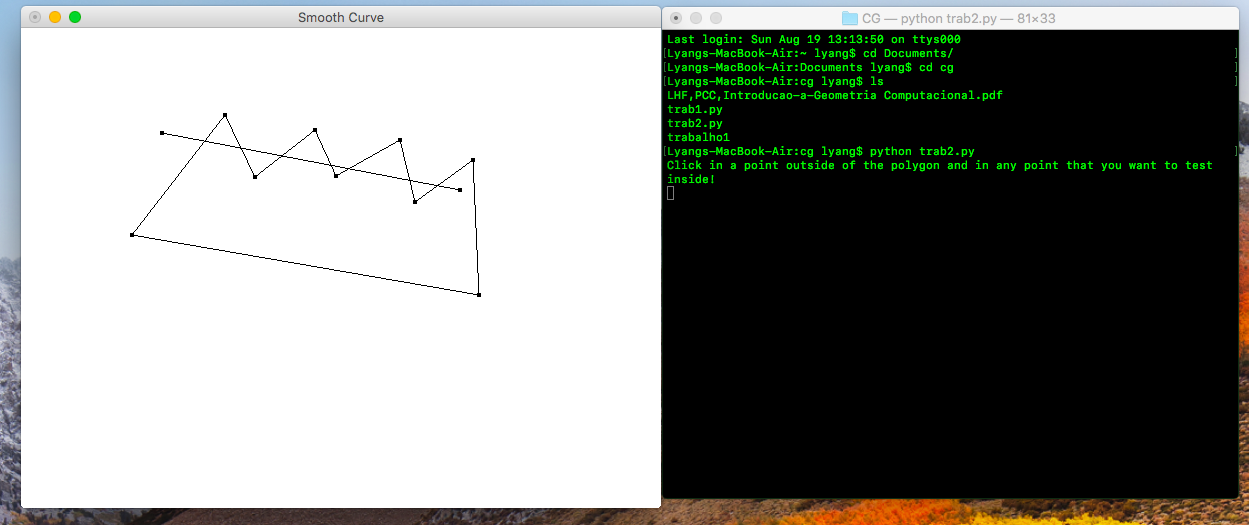 Smooth Curve
CG — python trab2.py — 81×33
Last login: Sun Aug 19 13:13:50 on ttys000
[Lyangs-MacBook-Air:~ lyang$ cd Documents/ ]
[Lyangs-MacBook-Air:Documents lyang$ cd cg ]
[Lyangs-MacBook-Air:cg lyang$ ls ]
LHF,PCC,Introducao-a-Geometria Computacional.pdf
trab1.py
trab2.py
trabalho1
[Lyangs-MacBook-Air:cg lyang$ python trab2.py ]
Click in a point outside of the polygon and in any point that you want to test
inside!